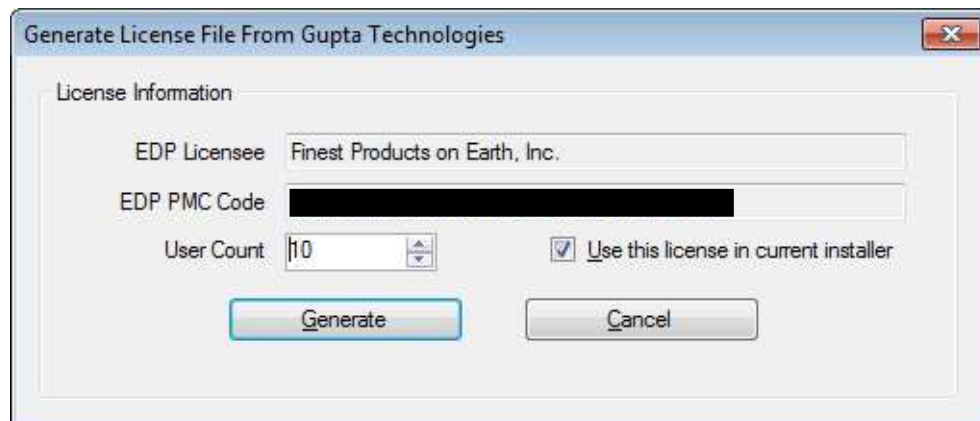 Generate License File From Gupta Technologies
License Information
EDP Licensee Finest Products on Earth, Inc.
EDP PMC Code
User Count 10 Use this license in current installer
Generate Cancel